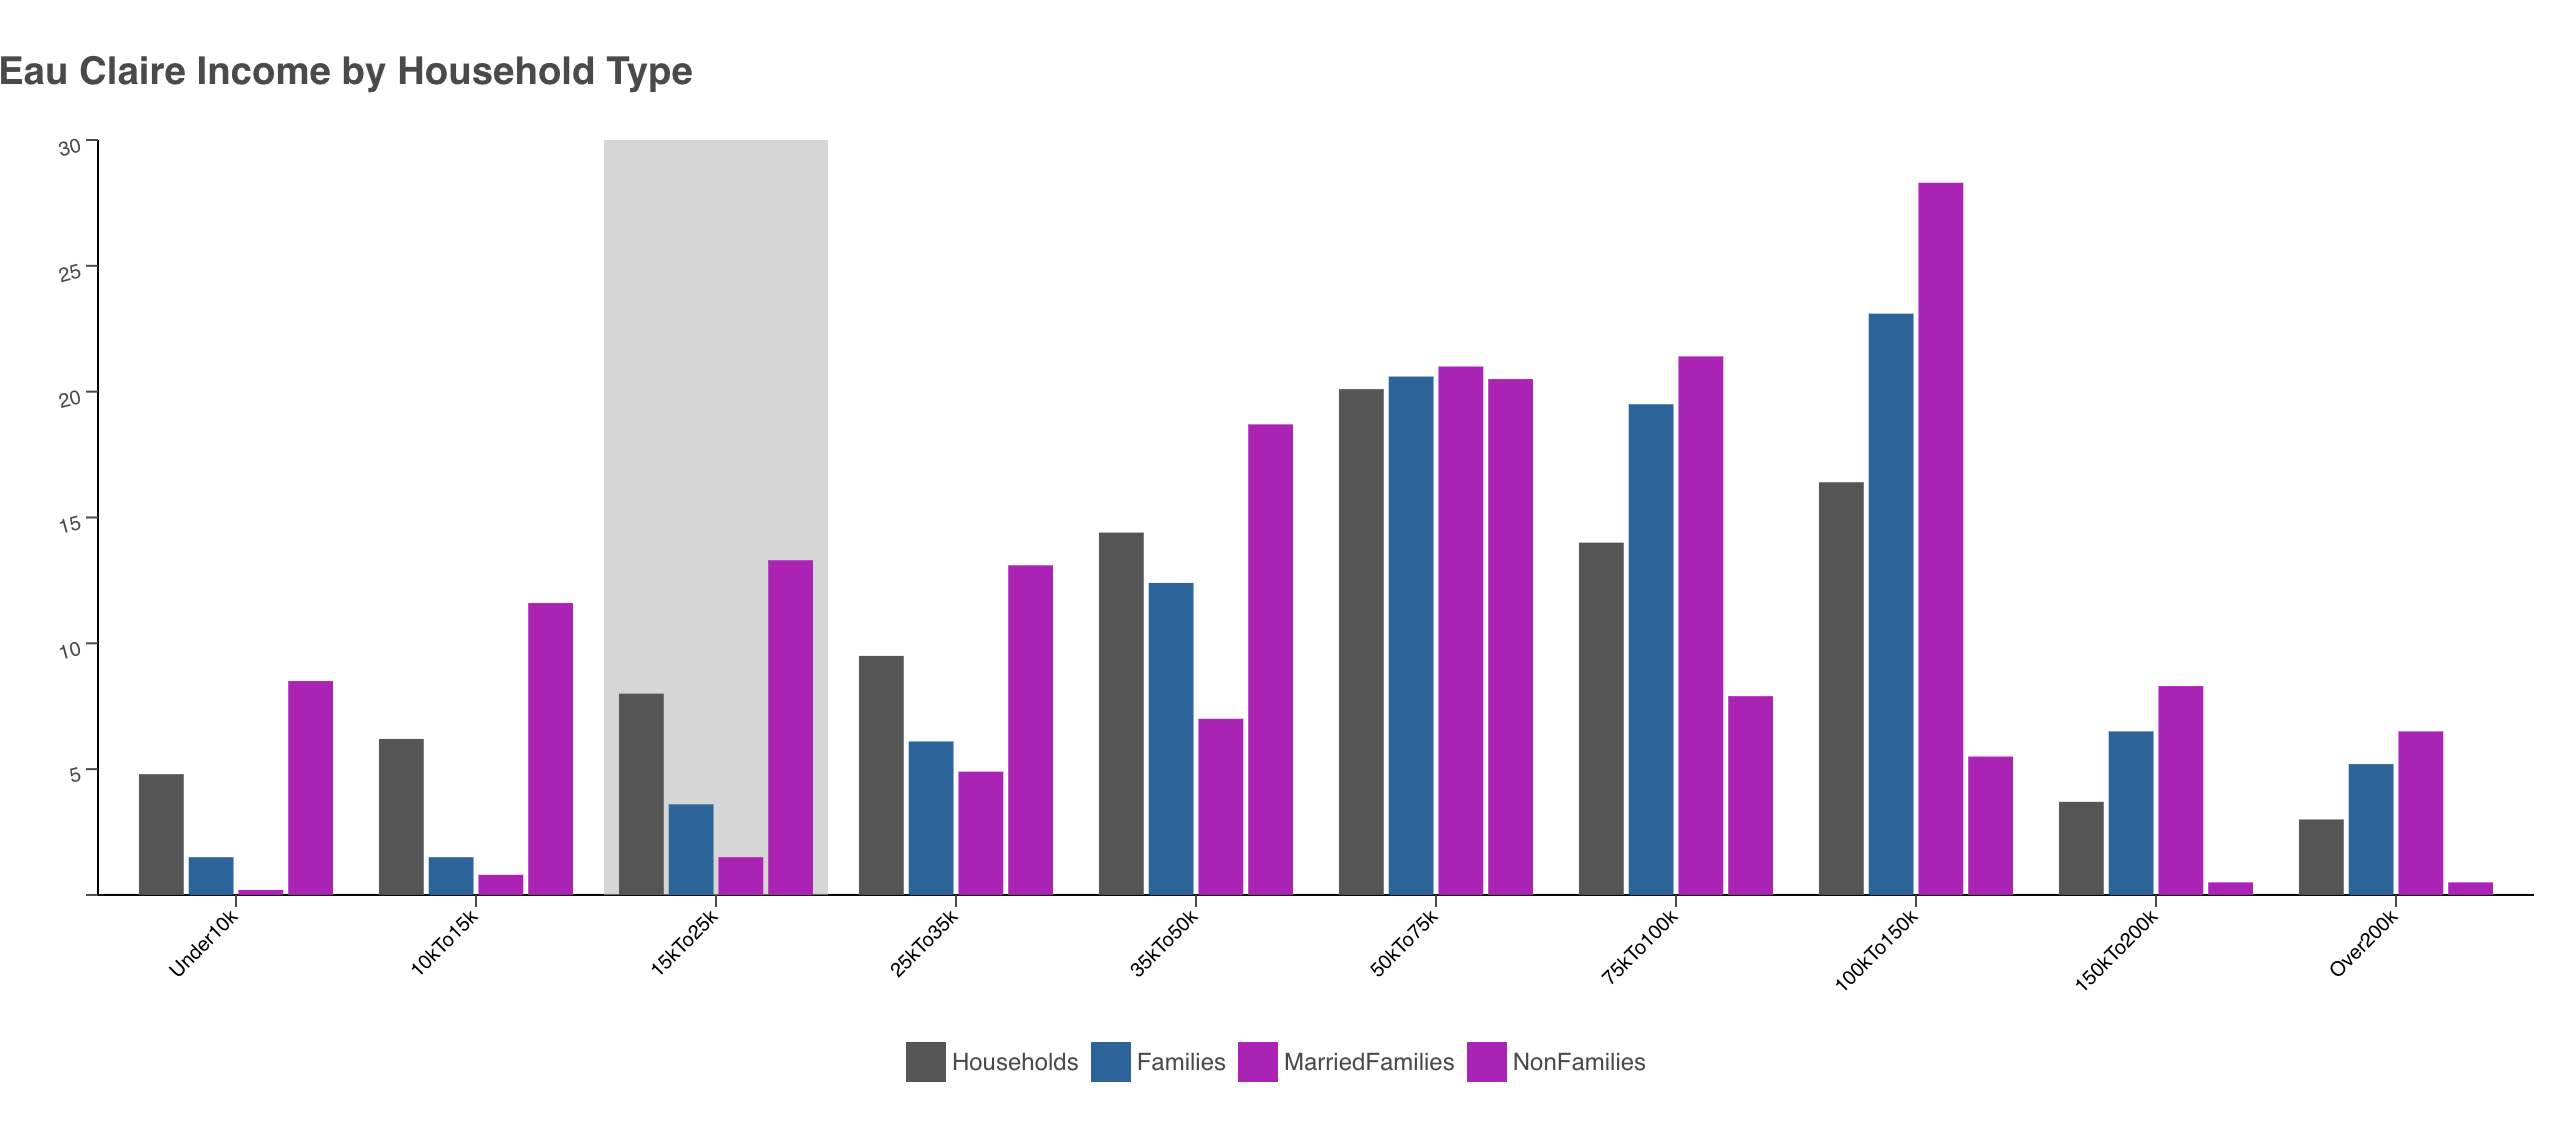 Eau Claire Income by Household Type
30
25
20
15
10
5
Under10k
10kTo15k
15kTo25k
25kTo35k
35kTo50k
50kTo75k
75kTo100k
100kTo150k
150kTo200k
Over200k
Households Families MarriedFamilies NonFamilies